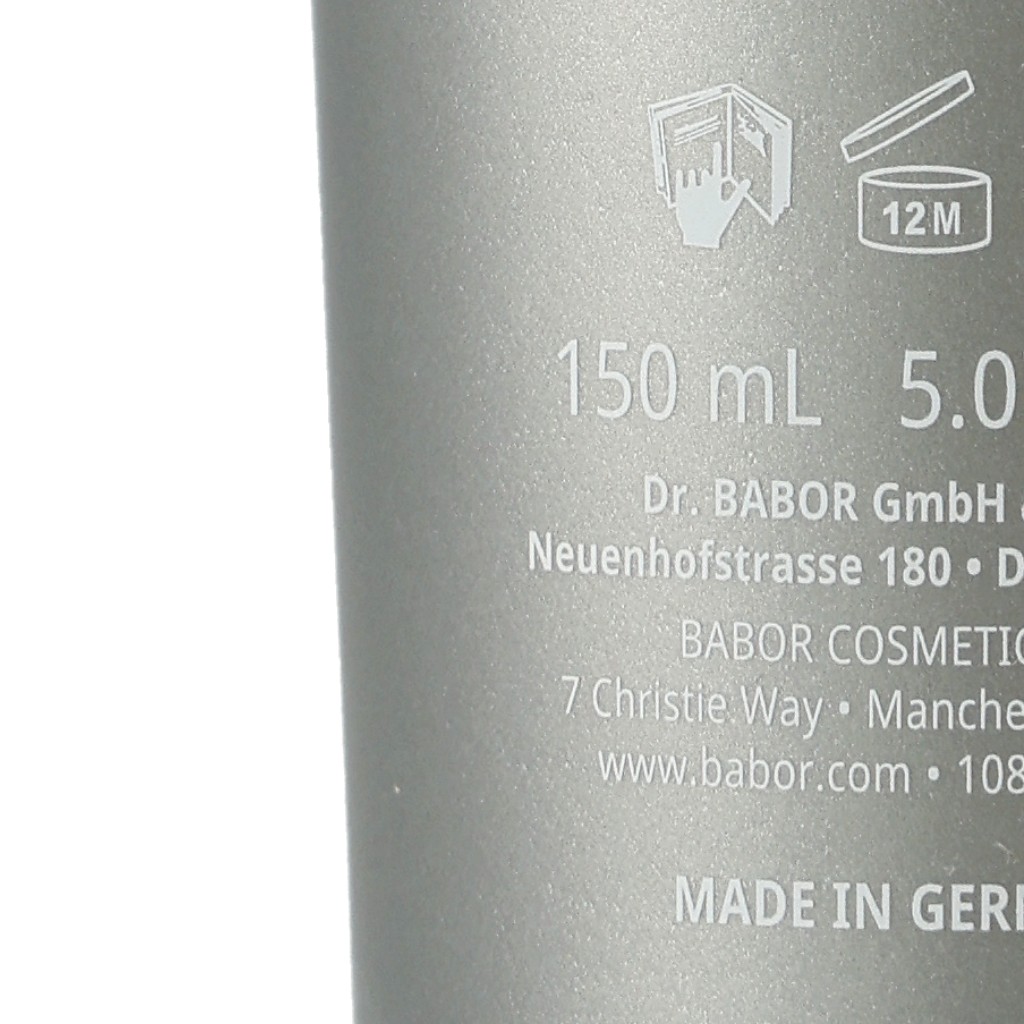 12M
150 mL 5.0
Dr. BABOR GmbH
Neuenhofstrasse 180 • D
BABOR COSMETIC
7 Christie Way • Manche
www.babor.com • 108
MADE IN GER